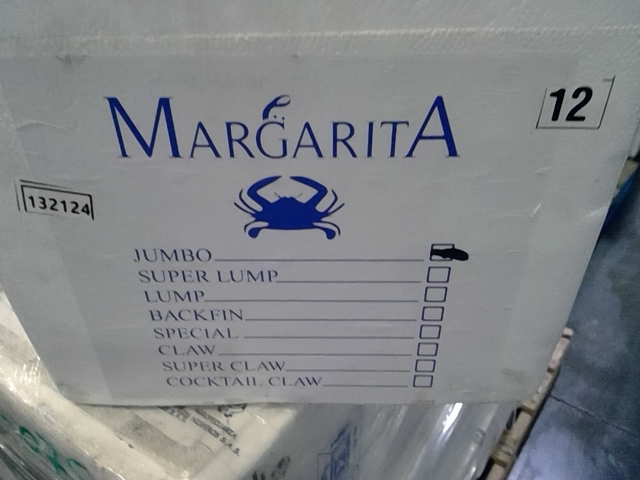 MARGARITA
12
132124
JUMBO
SUPER LUMP
LUMP
BACKFIN
SPECIAL
CLAW
SUPER CLAW
COCKTAIL CLAW